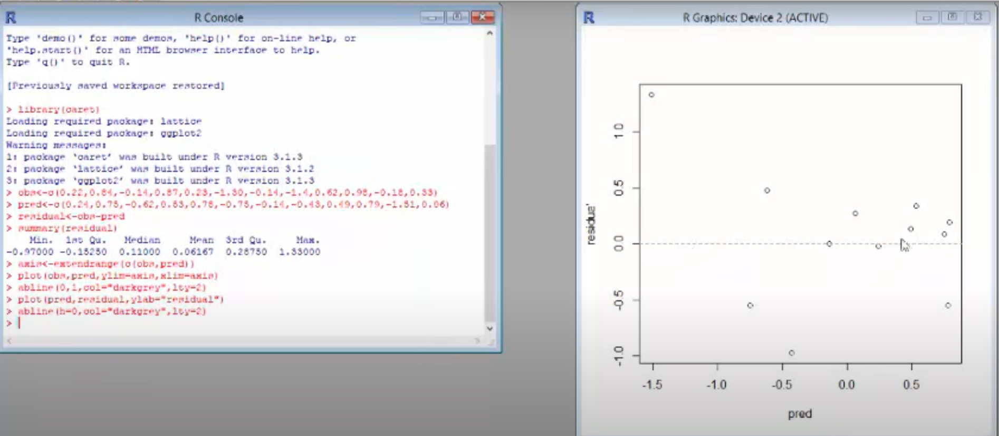 R Console
Type 'demo()' for some demos, 'help()' for on-line help, or
'help.start()' for an HTML browser interface to help.
Type 'q()' to quit R.
[Previously saved workspace restored]
> library(caret)
Loading required package: lattice
Loading required package: ggplot2
Warning messages:
1: package ‘caret’ was built under R version 3.1.3
2: package ‘lattice’ was built under R version 3.1.2
3: package ‘ggplot2’ was built under R version 3.1.3
> obs<-c(0.22,0.84,-0.14,0.87,0.23,-1.30,-0.14,-1.4,0.62,0.98,-0.18,0.33)
> pred<-c(0.24,0.75,-0.62,0.53,0.78,-0.75,-0.14,-0.43,0.49,0.79,-1.51,0.06)
> residual<-obs-pred
> summary(residual)
Min. 1st Qu. Median Mean 3rd Qu. Max.
-0.97000 -0.15250 0.11000 0.06167 0.28750 1.33000
> axis<-extendrange(c(obs,pred))
> plot(obs,pred,ylim=axis,xlim=axis)
> abline(0,1,col="darkgrey",lty=2)
> plot(pred,residual,ylab="residual")
> abline(h=0,col="darkgrey",lty=2)
>
R Graphics: Device 2 (ACTIVE)
1.0
0.5
0.0
-0.5
-1.0
residual
-1.5 -1.0 -0.5 0.0 0.5
pred